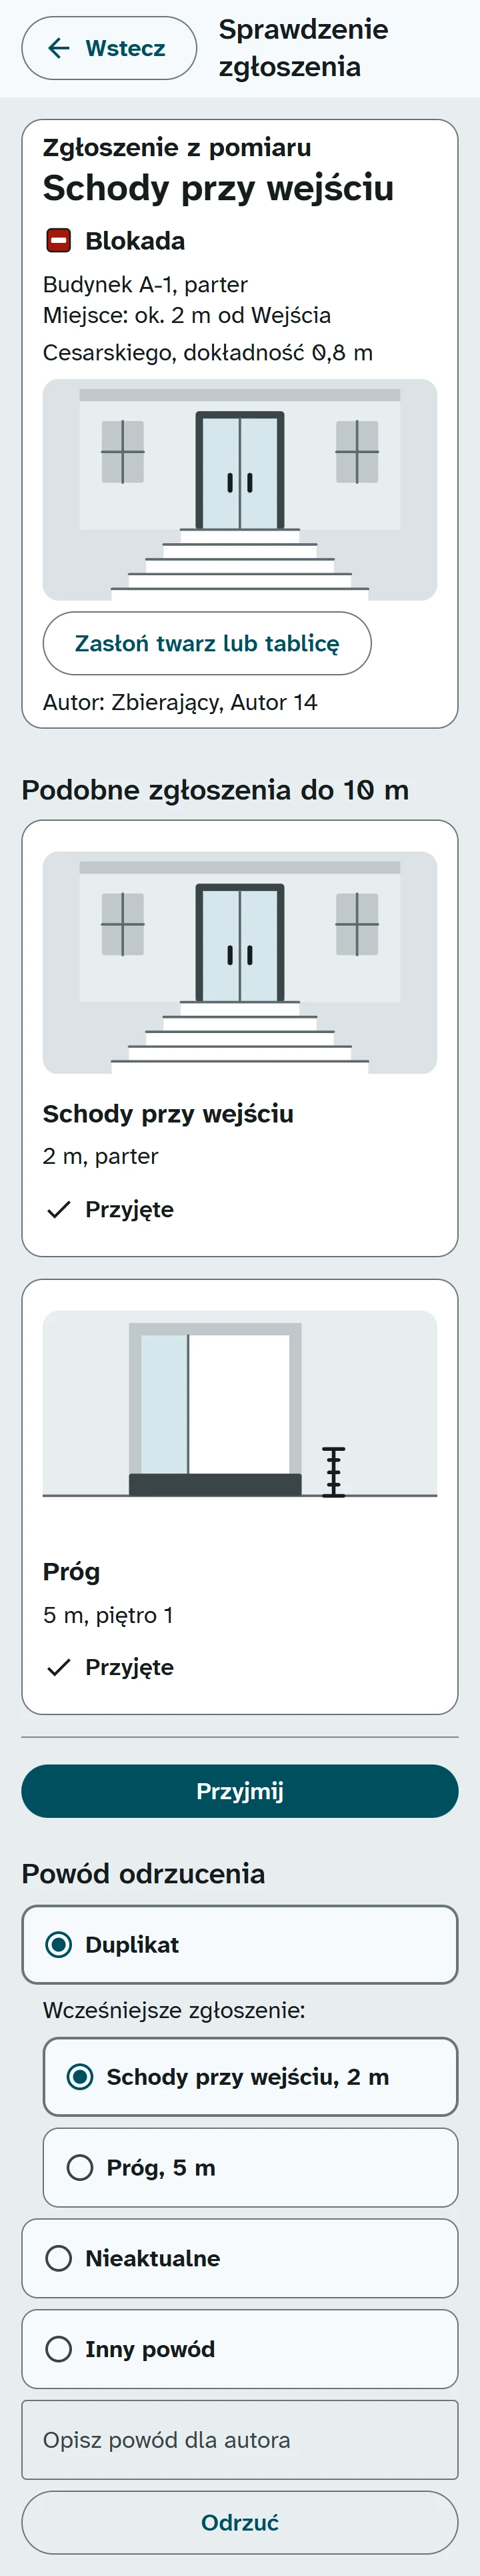 Wstecz
Sprawdzenie
zgłoszenia
Zgłoszenie z pomiaru
Schody przy wejściu
Blokada
Budynek A-1, parter
Miejsce: ok. 2 m od Wejścia
Cesarskiego, dokładność 0,8 m
Zasłoń twarz lub tablicę
Autor: Zbierający, Autor 14
Podobne zgłoszenia do 10 m
Schody przy wejściu
2 m, parter
Przyjęte
Próg
5 m, piętro 1
Przyjęte
Przyjmij
Powód odrzucenia
Duplikat
Wcześniejsze zgłoszenie:
Schody przy wejściu, 2 m
Próg, 5 m
Nieaktualne
Inny powód
Opisz powód dla autora
Odrzuć